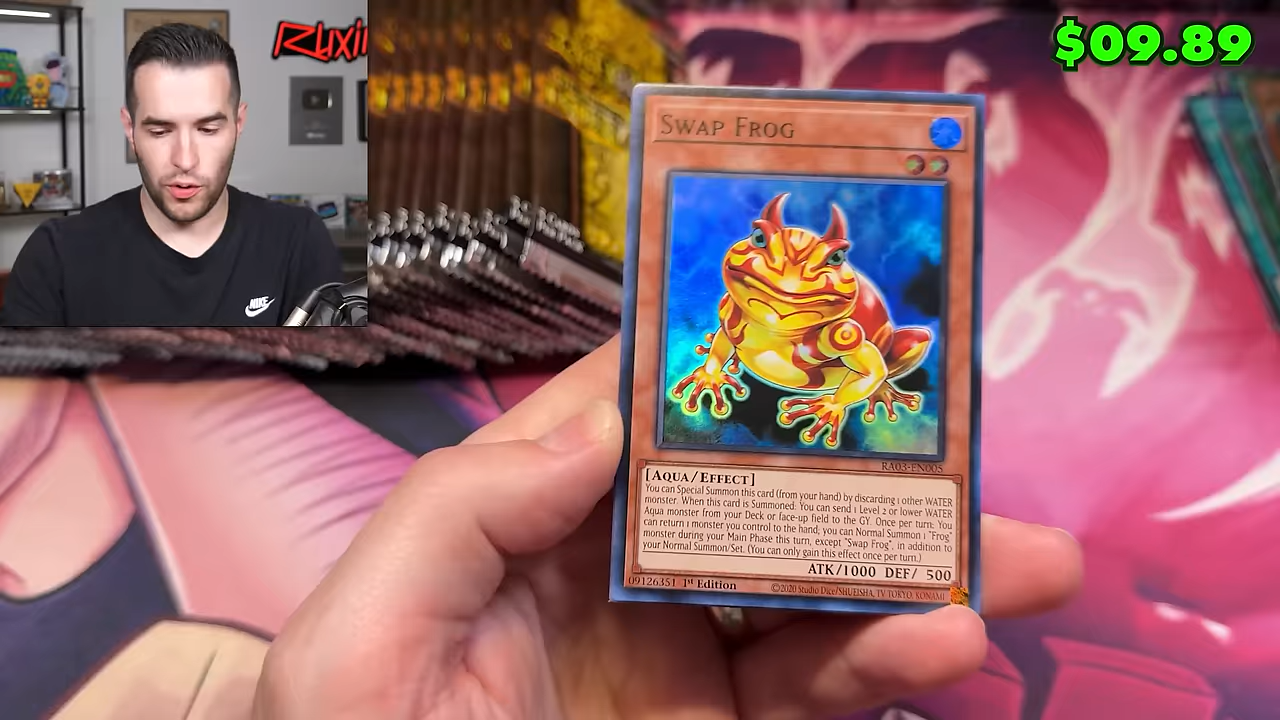 Ruxin
$09.89
NIKE
SWAP FROG
RA03-EN005
[AQUA/EFFECT]
You can Special Summon this card (from your hand) by discarding 1 other WATER
monster. When this card is Summoned: You can send 1 Level 2 or lower WATER
Aqua monster from your Deck or face-up field to the GY. Once per turn: You
can return 1 monster you control to the hand; you can Normal Summon 1 "Frog"
monster during your Main Phase this turn, except "Swap Frog", in addition to
your Normal Summon/Set. (You can only gain this effect once per turn.)
ATK/1000 DEF/ 500
09126351 1st Edition
©2020 Studio Dice/SHUEISHA, TV TOKYO, KONAMI